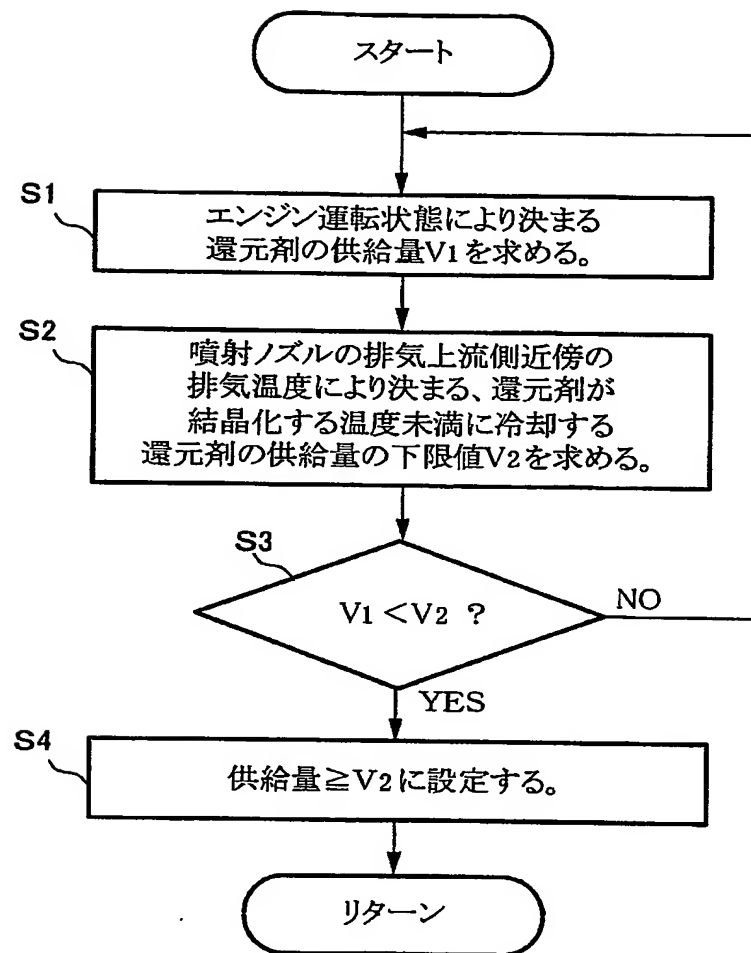 スタート
S1
エンジン運転状態により決まる
還元剤の供給量V1を求める。
S2
噴射ノズルの排気上流側近傍の
排気温度により決まる、還元剤が
結晶化する温度未満に冷却する
還元剤の供給量の下限値V2を求める。
S3
V1<V2 ?
NO
YES
S4
供給量≧V2に設定する。
リターン